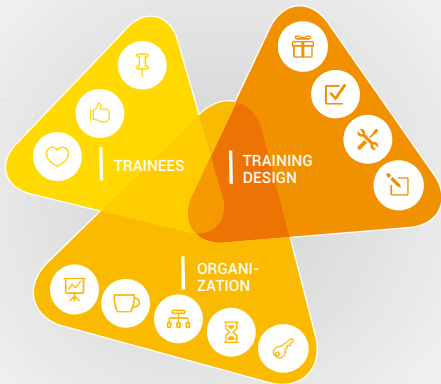 TRAINEES
TRAINING
DESIGN
ORGANI-
ZATION